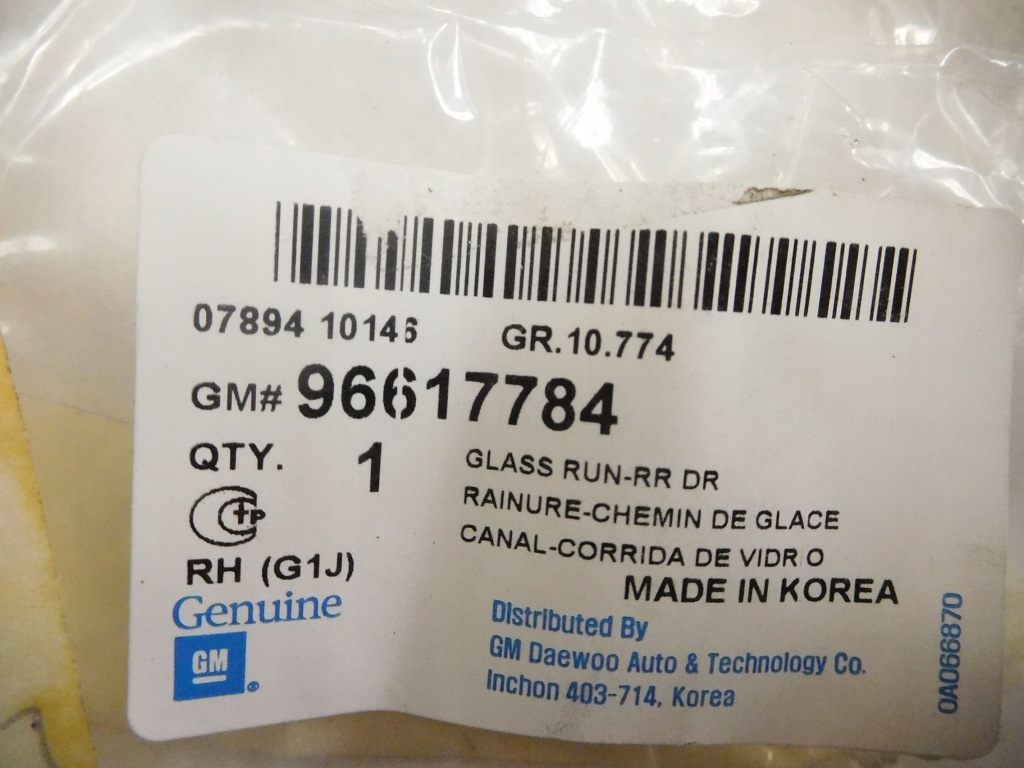 07894 10146 GR.10.774
GM# 96617784
QTY. 1
GLASS RUN-RR DR
RAINURE-CHEMIN DE GLACE
CANAL-CORRIDA DE VIDRIO
RH (G1J)
MADE IN KOREA
Genuine
GM®
Distributed By
GM Daewoo Auto & Technology Co.
Inchon 403-714, Korea
0A066870